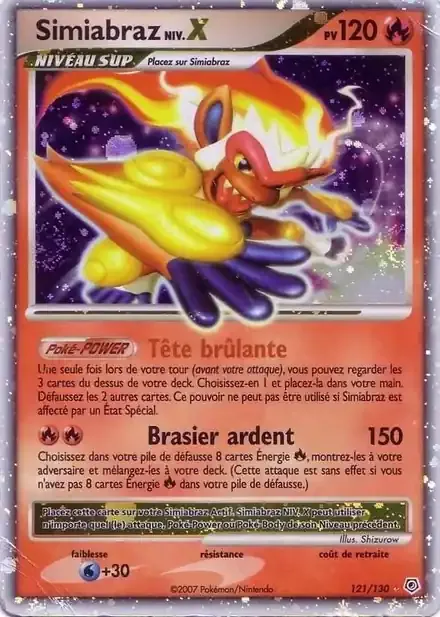 Simiabraz NIV.X PV120
NIVEAU SUP Placez sur Simiabraz
Poké-POWER Tête brûlante
Une seule fois lors de votre tour (avant votre attaque), vous pouvez regarder les
3 cartes du dessus de votre deck. Choisissez-en 1 et placez-la dans votre main.
Défaussez les 2 autres cartes. Ce pouvoir ne peut pas être utilisé si Simiabraz est
affecté par un État Spécial.
Brasier ardent 150
Choisissez dans votre pile de défausse 8 cartes Énergie, montrez-les à votre
adversaire et mélangez-les à votre deck. (Cette attaque est sans effet si vous
n'avez pas 8 cartes Énergie dans votre pile de défausse.)
Placez cette carte sur votre Simiabraz Actif. Simiabraz NIV.X peut utiliser
n'importe quel (le) attaque, Poké-Power ou Poké-Body de son Niveau précédent.
Illus. Shizurow
faiblesse résistance coût de retraite
+30
©2007 Pokémon/Nintendo 121/130